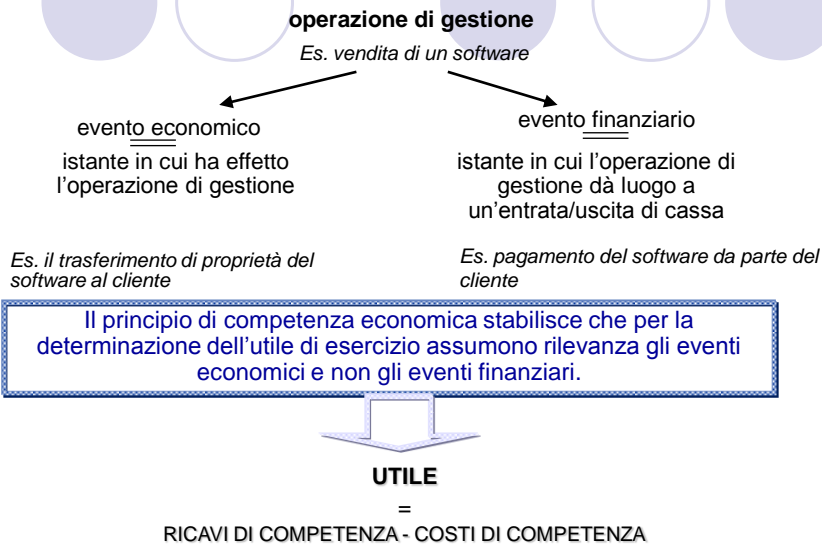 operazione di gestione
Es. vendita di un software
evento economico
istante in cui ha effetto
l'operazione di gestione
Es. il trasferimento di proprietà del
software al cliente
evento finanziario
istante in cui l'operazione di
gestione dà luogo a
un'entrata/uscita di cassa
Es. pagamento del software da parte del
cliente
Il principio di competenza economica stabilisce che per la
determinazione dell'utile di esercizio assumono rilevanza gli eventi
economici e non gli eventi finanziari.
UTILE
=
RICAVI DI COMPETENZA - COSTI DI COMPETENZA